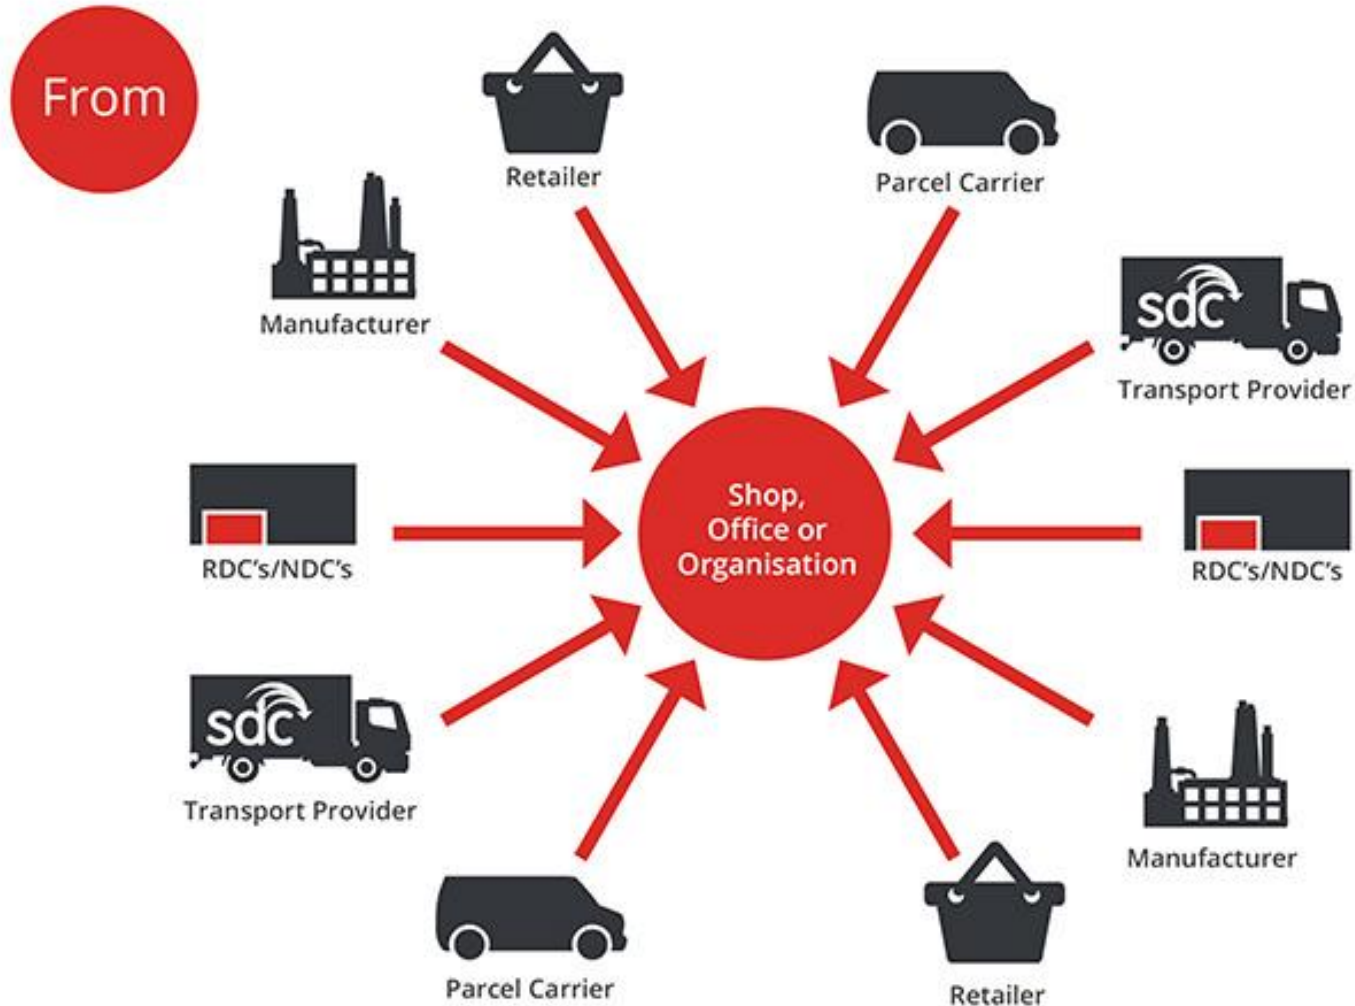 From
Retailer
Parcel Carrier
Manufacturer
sdc
Transport Provider
Shop,
Office or
Organisation
RDC's/NDC's
RDC's/NDC's
sdc
Transport Provider
Manufacturer
Parcel Carrier
Retailer